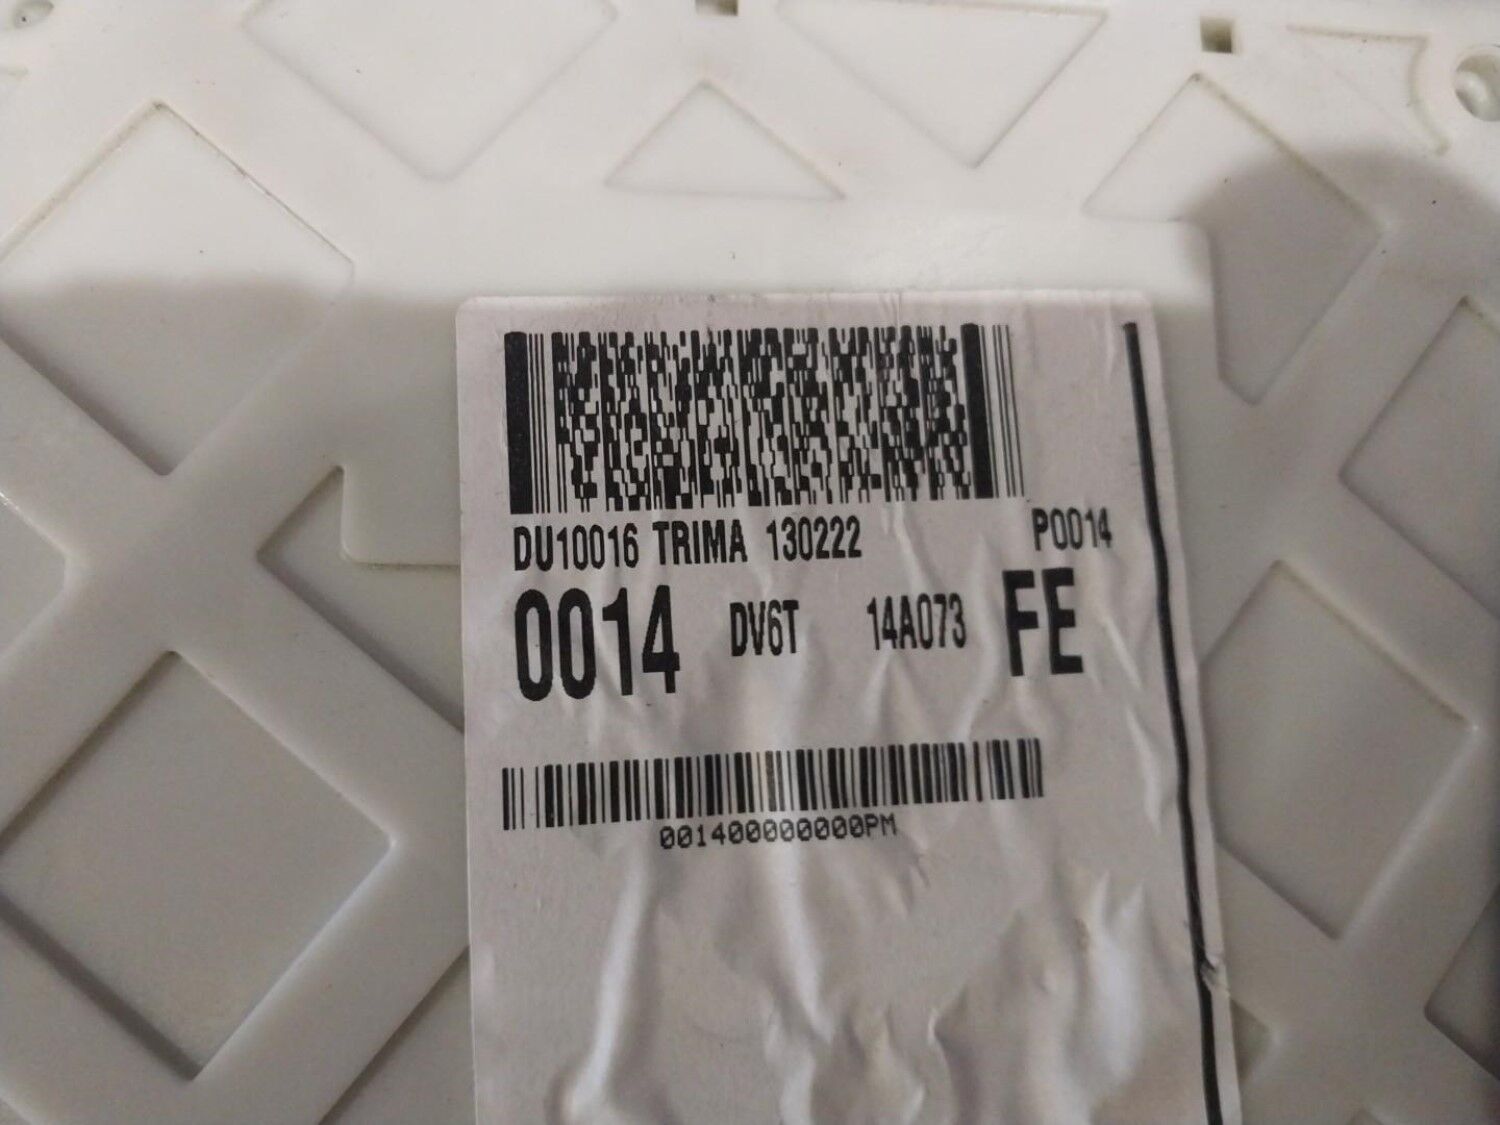 DU10016 TRIMA 130222 P0014
0014 DV6T 14A073 FE
001400000000PM